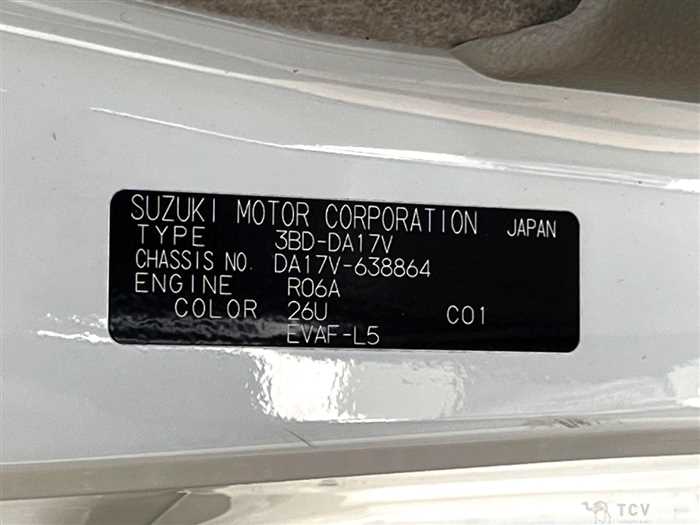 SUZUKI MOTOR CORPORATION JAPAN
TYPE 3BD-DA17V
CHASSIS NO. DA17V-638864
ENGINE R06A
COLOR 26U C01
EVAF-L5
TCV